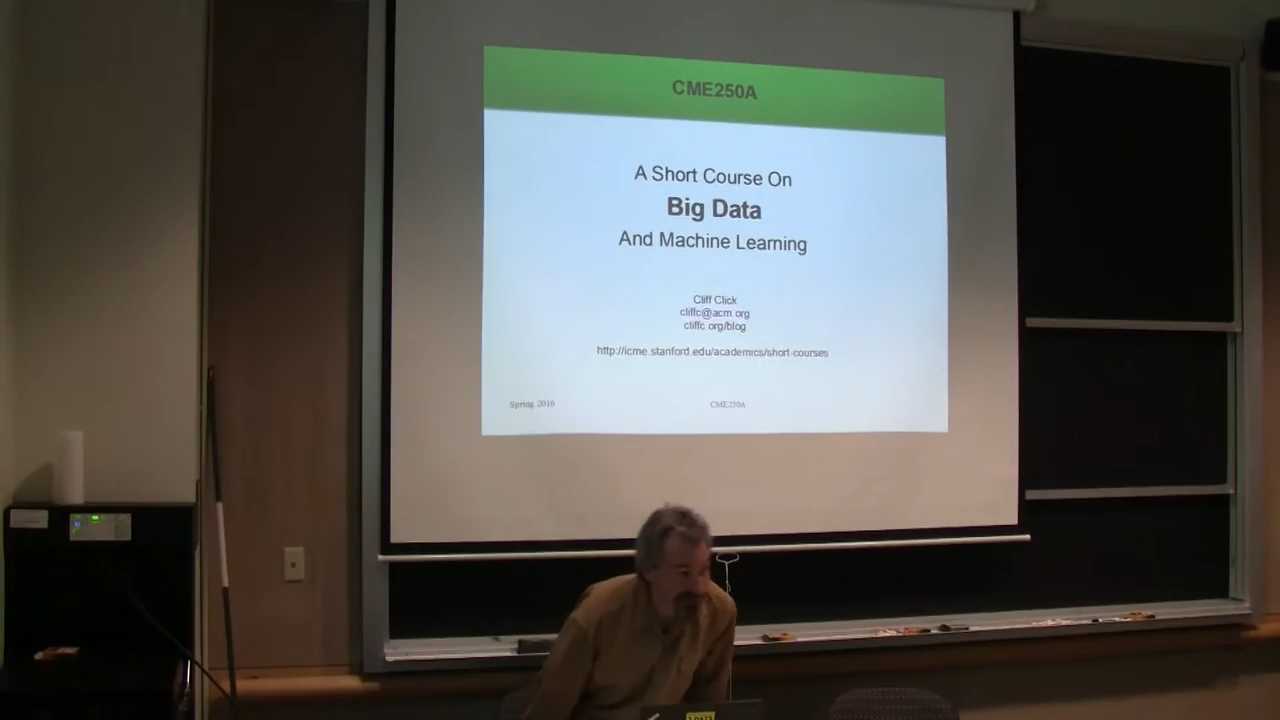 CME250A
A Short Course On
Big Data
And Machine Learning
Cliff Click
cliffc@acm.org
cliffc.org/blog
http://icme.stanford.edu/academics/short-courses
Spring 2016
CME250A